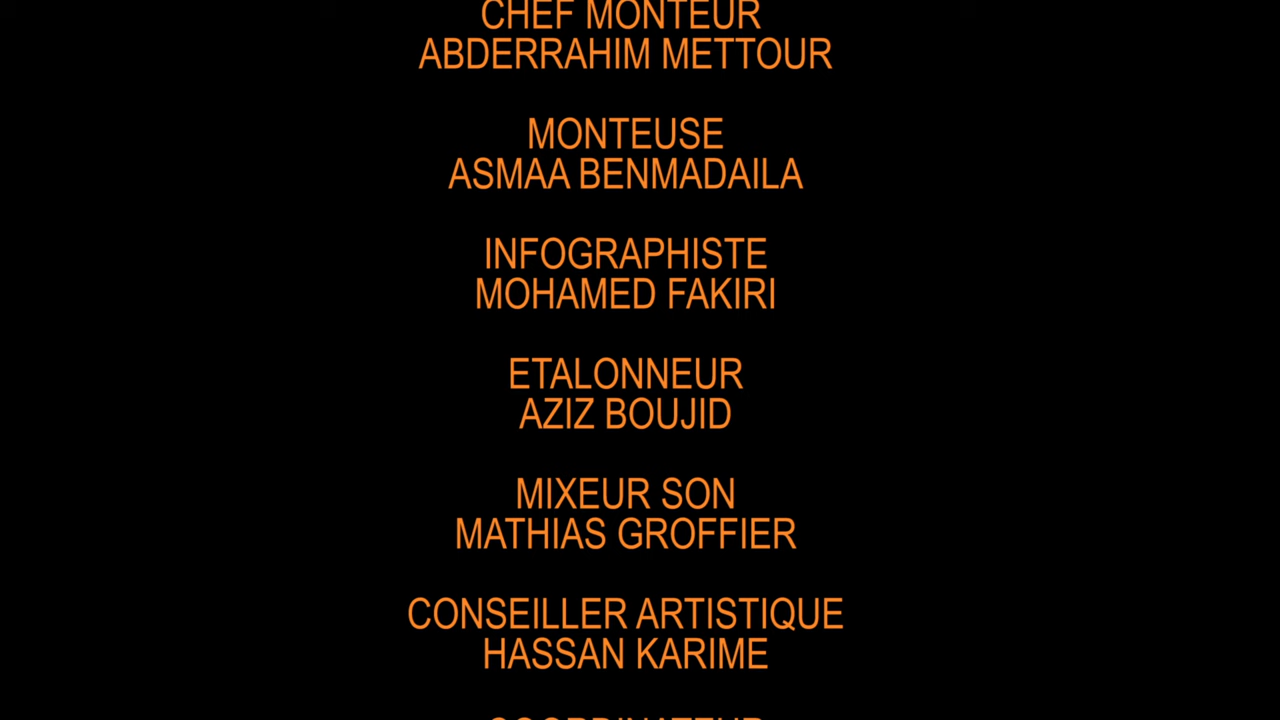 CHEF MONTEUR
ABDERRAHIM METTOUR
MONTEUSE
ASMAA BENMADAILA
INFOGRAPHISTE
MOHAMED FAKIRI
ETALONNEUR
AZIZ BOUJID
MIXEUR SON
MATHIAS GROFFIER
CONSEILLER ARTISTIQUE
HASSAN KARIME
COORDINATEUR